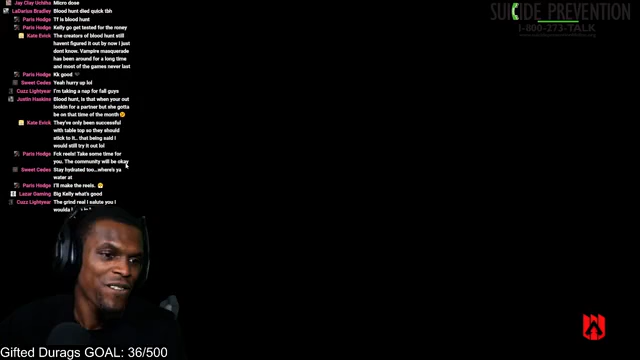 Jay Clay Uchiha Micro dose
LaDarius Bradley Blood hunt died quick tbh
Paris Hodge Tf is blood hunt
Paris Hodge Kelly go get tested for the roney
Kate Evick The creators of blood hunt still
havent figured it out by now I just
dont know. Vampire masquerade
has been around for a long time
and most of the games never last
Paris Hodge Kk good
Sweet Cedes Yeah hurry up lol
Cuzz Lightyear I'm taking a nap for fall guys
Justin Haskins Blood hunt, is that when your out
lookin for a partner but she gotta
be on that time of the month
Kate Evick They've only been successful
with table top so they should
stick to it.. that being said I
would still try it out lol
Paris Hodge Fck reels! Take some time for
you. The community will be okay
Sweet Cedes Stay hydrated too...where's ya
water at
Paris Hodge I'll make the reels.
Lazar Gaming Big Kelly what's good
Cuzz Lightyear The grind real I salute you I
woulda
SUICIDE PREVENTION
1-800-273-TALK
Gifted Durags GOAL: 36/500